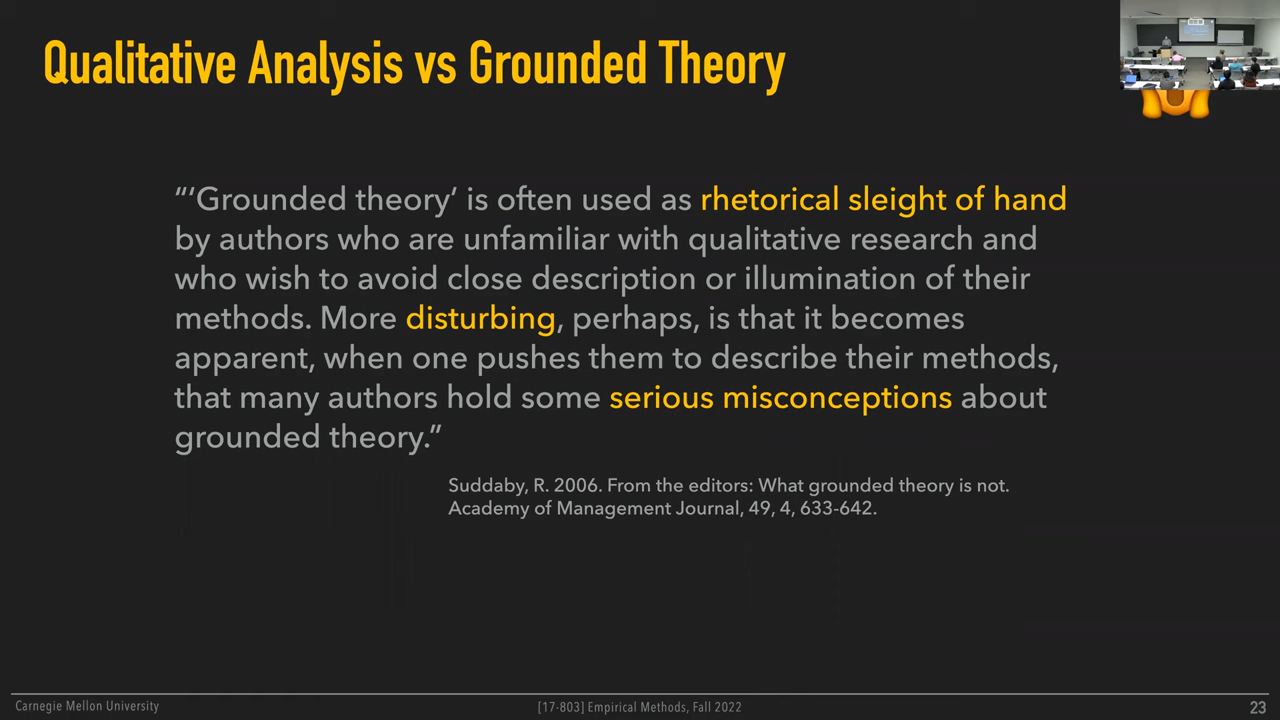 Qualitative Analysis vs Grounded Theory
“‘Grounded theory’ is often used as rhetorical sleight of hand
by authors who are unfamiliar with qualitative research and
who wish to avoid close description or illumination of their
methods. More disturbing, perhaps, is that it becomes
apparent, when one pushes them to describe their methods,
that many authors hold some serious misconceptions about
grounded theory.”
Suddaby, R. 2006. From the editors: What grounded theory is not.
Academy of Management Journal, 49, 4, 633-642.
Carnegie Mellon University
[17-803] Empirical Methods, Fall 2022
23